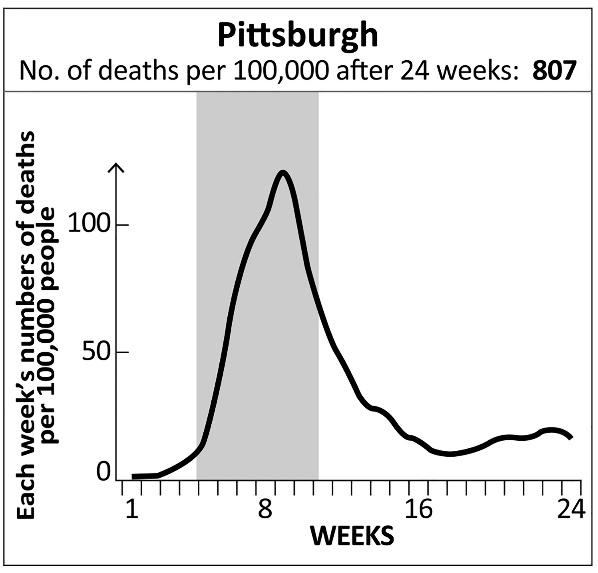 Pittsburgh
No. of deaths per 100,000 after 24 weeks: 807
Each week's numbers of deaths
per 100,000 people
100
50
0
1 8 16 24
WEEKS